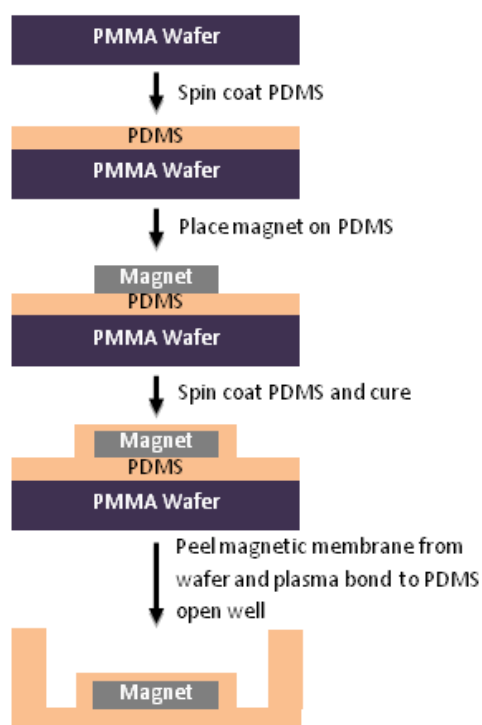 PMMA Wafer
Spin coat PDMS
PDMS
PMMA Wafer
Place magnet on PDMS
Magnet
PDMS
PMMA Wafer
Spin coat PDMS and cure
Magnet
PDMS
PMMA Wafer
Peel magnetic membrane from
wafer and plasma bond to PDMS
open well
Magnet